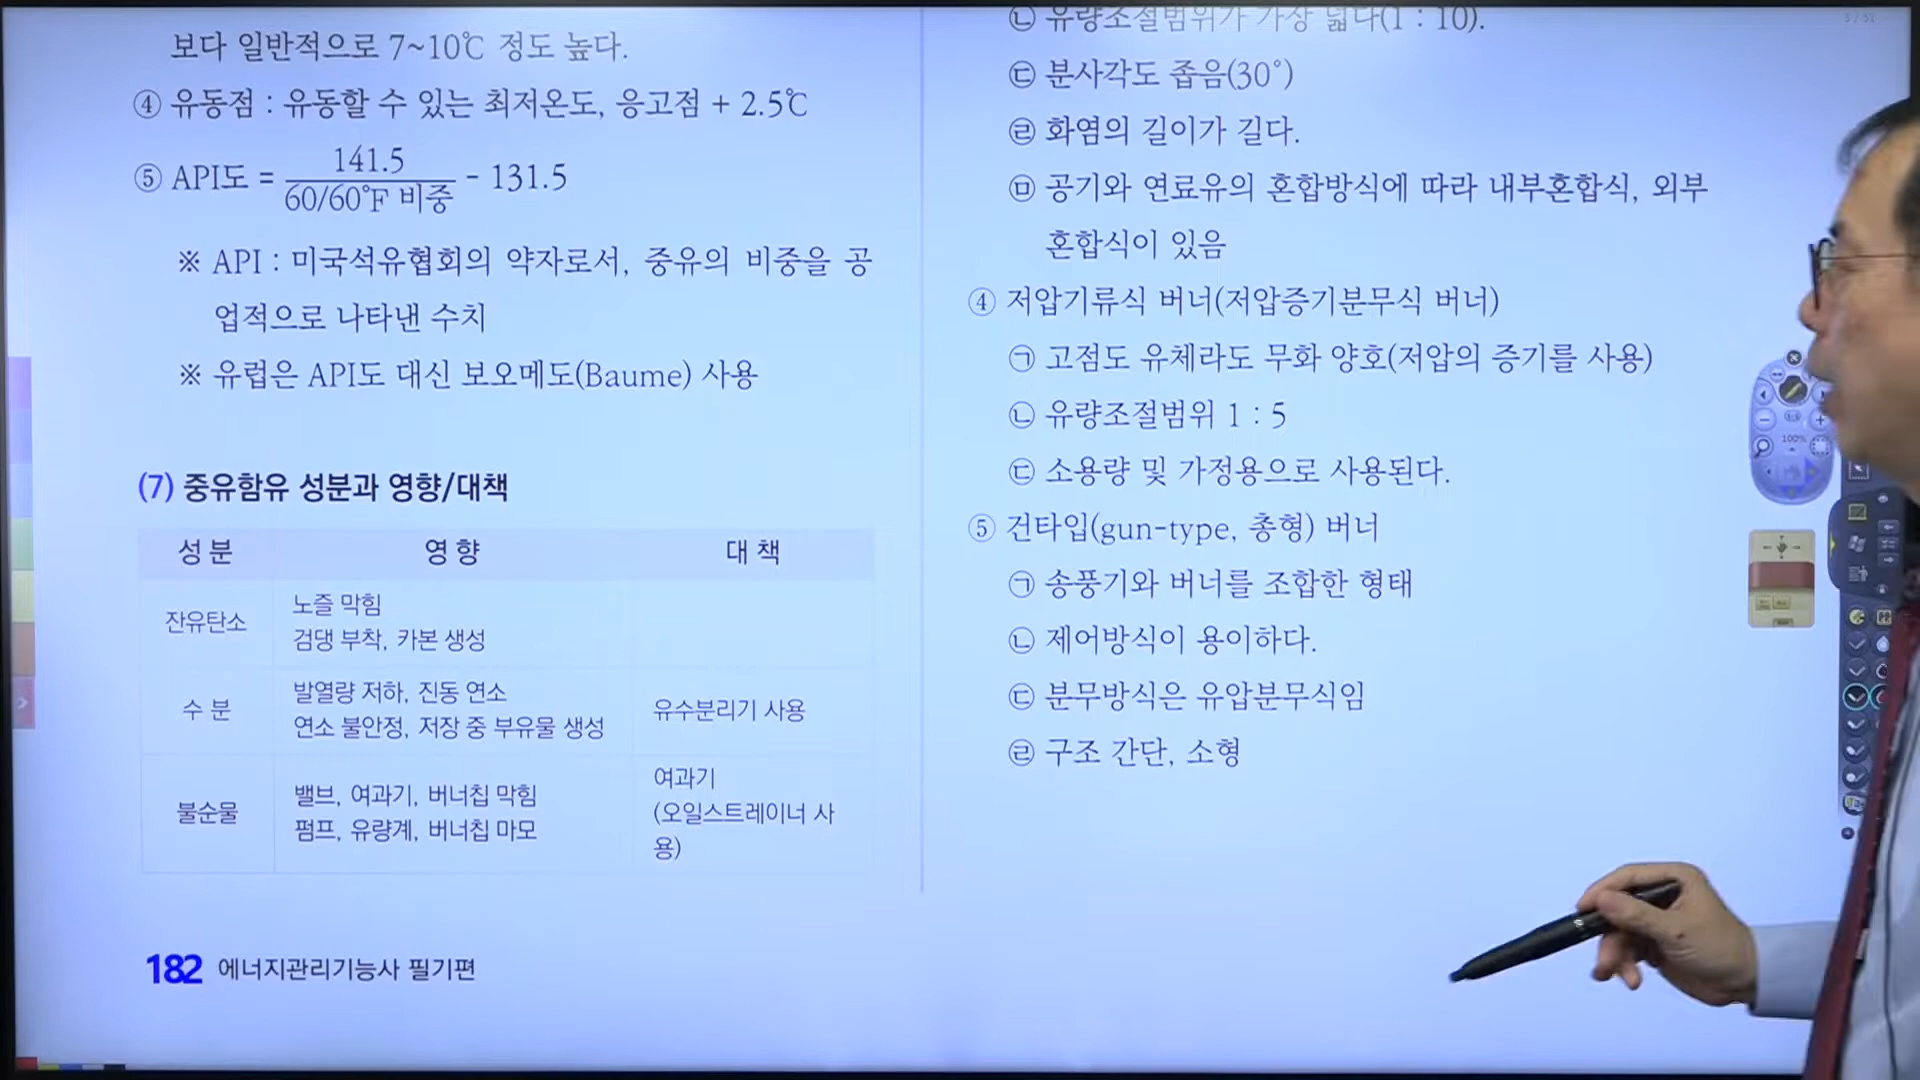 보다 일반적으로 7~10℃ 정도 높다.
④ 유동점 : 유동할 수 있는 최저온도, 응고점 + 2.5℃
⑤ API도 = 141.5 / 60/60°F 비중 - 131.5
※ API : 미국석유협회의 약자로서, 중유의 비중을 공
업적으로 나타낸 수치
※ 유럽은 API도 대신 보오메도(Baume) 사용
(7) 중유함유 성분과 영향/대책
성 분 영 향 대 책
잔유탄소
노즐 막힘
검댕 부착, 카본 생성
수 분
발열량 저하, 진동 연소
연소 불안정, 저장 중 부유물 생성
유수분리기 사용
불순물
밸브, 여과기, 버너칩 막힘
펌프, 유량계, 버너칩 마모
여과기
(오일스트레이너 사
용)
182 에너지관리기능사 필기편
㉡ 유량조절범위가 가장 넓다(1 : 10).
㉢ 분사각도 좁음(30°)
㉣ 화염의 길이가 길다.
㉤ 공기와 연료유의 혼합방식에 따라 내부혼합식, 외부
혼합식이 있음
④ 저압기류식 버너(저압증기분무식 버너)
㉠ 고점도 유체라도 무화 양호(저압의 증기를 사용)
㉡ 유량조절범위 1 : 5
㉢ 소용량 및 가정용으로 사용된다.
⑤ 건타입(gun-type, 총형) 버너
㉠ 송풍기와 버너를 조합한 형태
㉡ 제어방식이 용이하다.
㉢ 분무방식은 유압분무식임
㉣ 구조 간단, 소형
100%